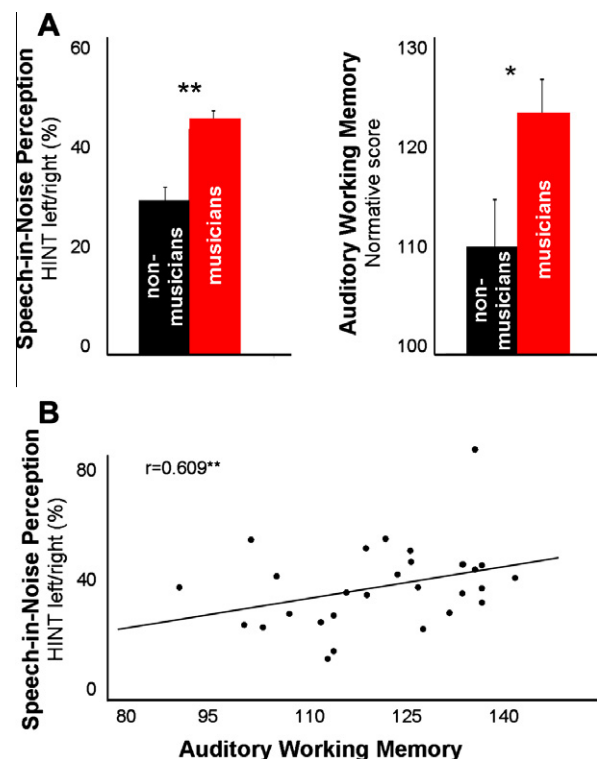 A
Speech-in-Noise Perception
HINT left/right (%)
60
40
20
0
**
non-
musicians
musicians
Auditory Working Memory
Normative score
130
120
110
100
*
non-
musicians
musicians
B
Speech-in-Noise Perception
HINT left/right (%)
80
40
0
r=0.609**
80 95 110 125 140
Auditory Working Memory